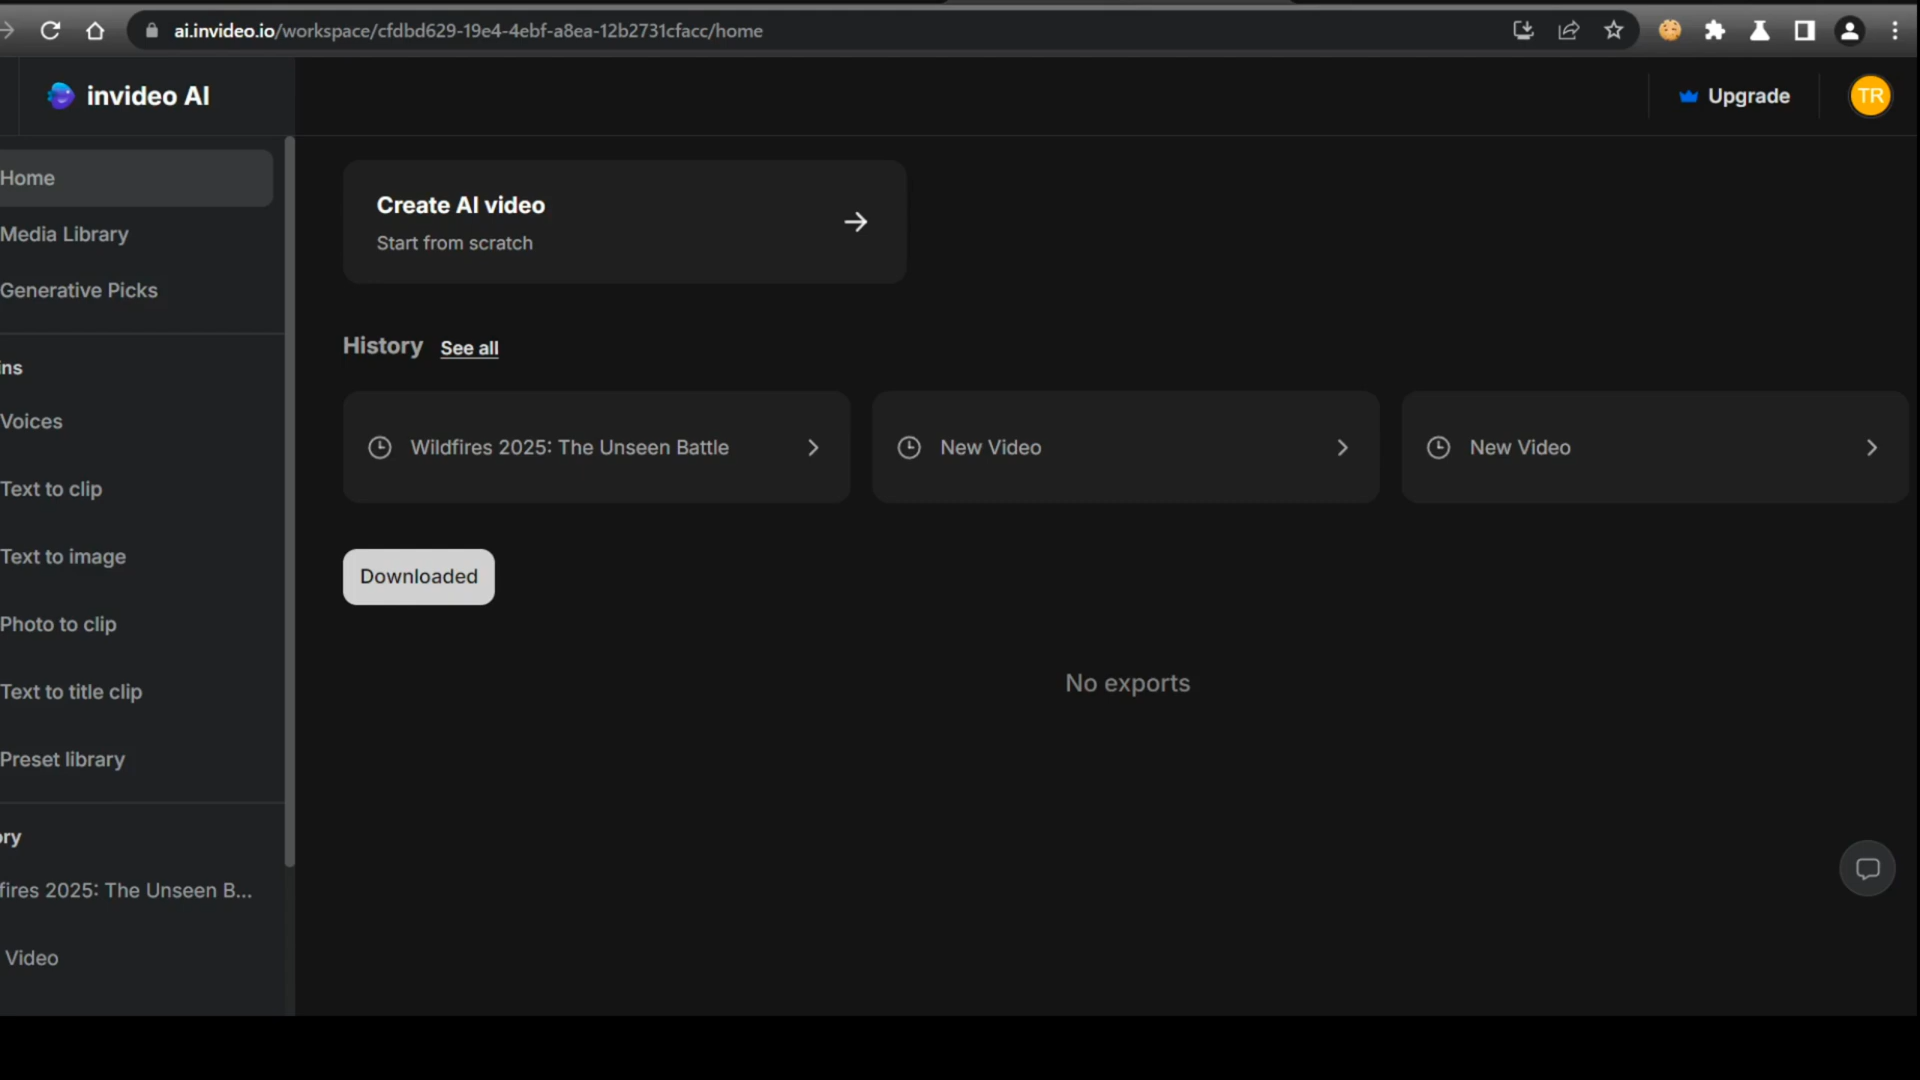 ai.invideo.io/workspace/cfdbd629-19e4-4ebf-a8ea-12b2731cfacc/home
invideo AI
Upgrade
TR
Home
Media Library
Generative Picks
ins
Voices
Text to clip
Text to image
Photo to clip
Text to title clip
Preset library
ory
fires 2025: The Unseen B...
Video
Create AI video
Start from scratch
History See all
Wildfires 2025: The Unseen Battle
New Video
New Video
Downloaded
No exports